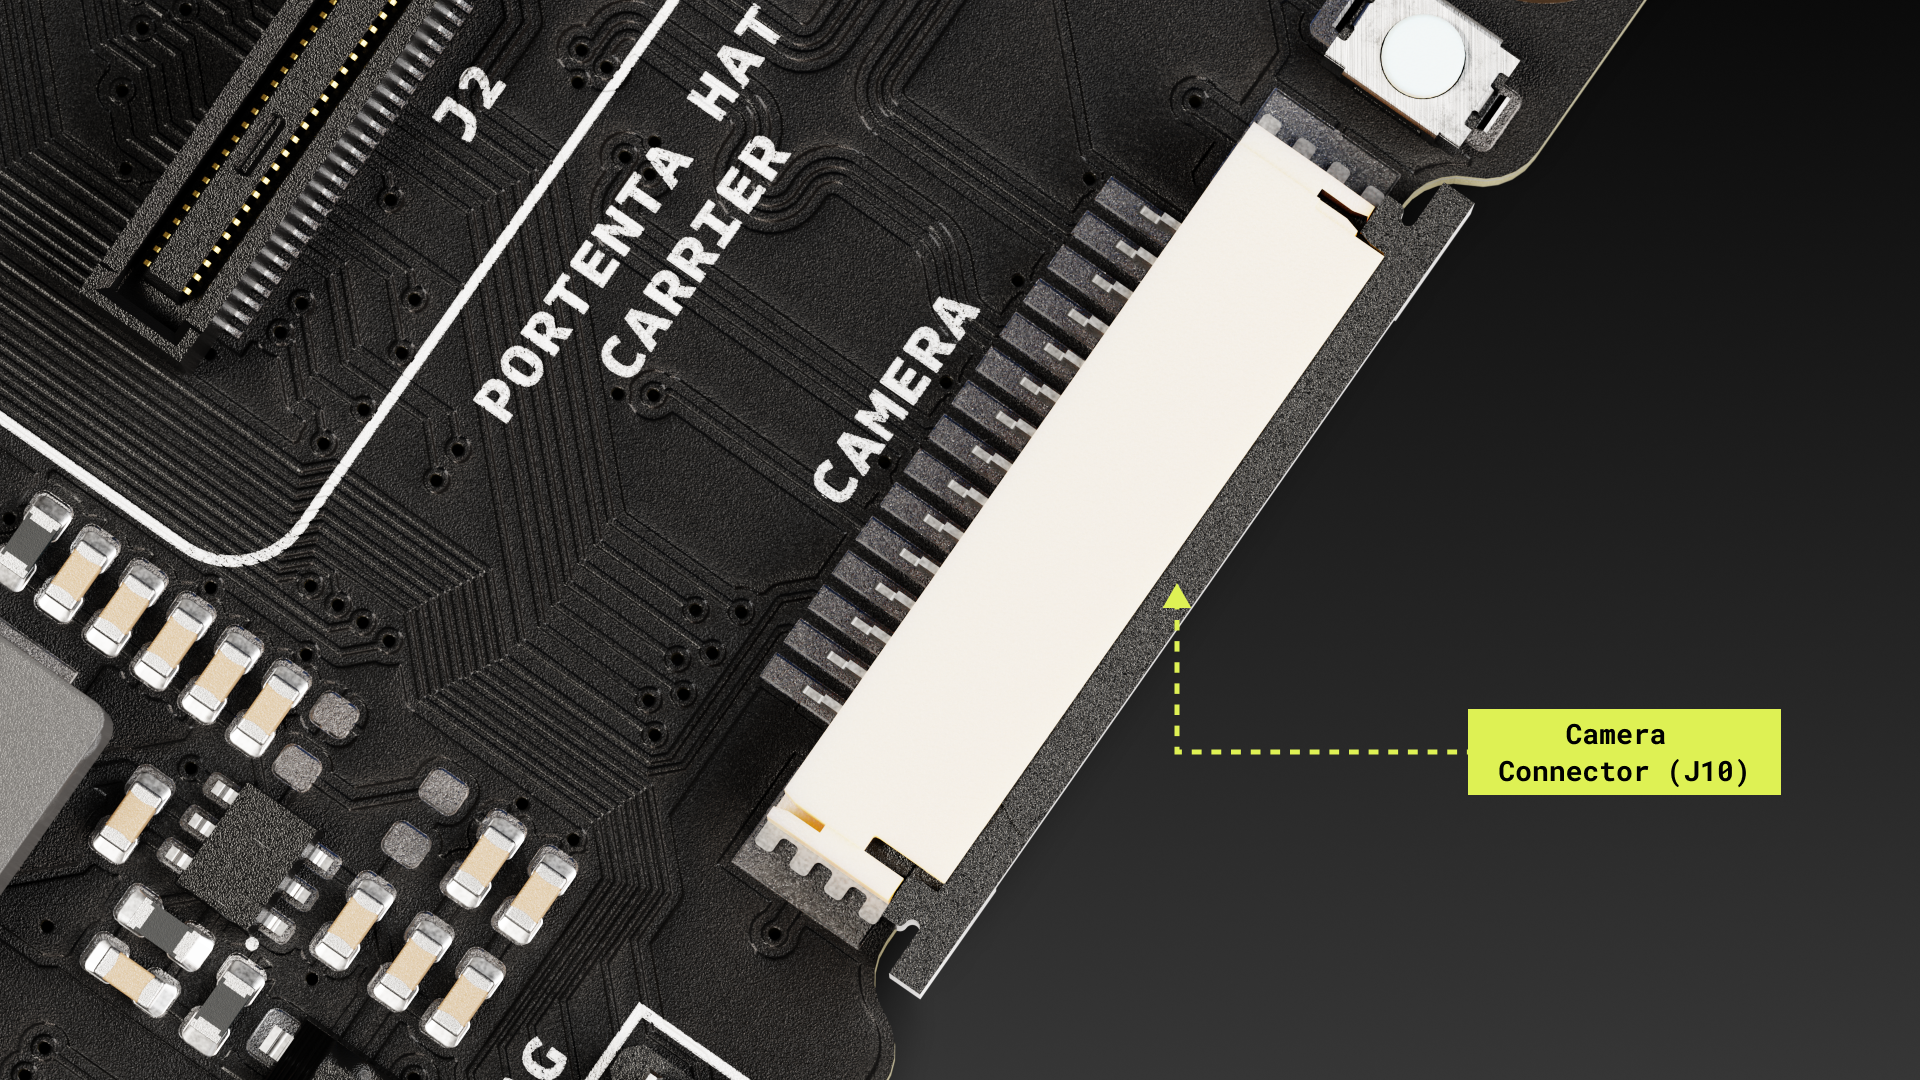 J2
PORTENTA HAT
CARRIER
CAMERA
Camera
Connector (J10)